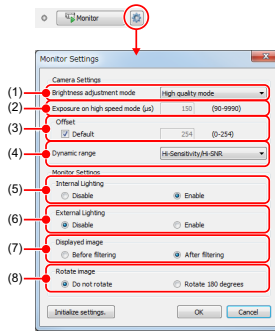 Monitor
Monitor Settings
Camera Settings
(1) Brightness adjustment mode High quality mode
(2) Exposure on high speed mode (µs) 150 (90-9990)
Offset
(3) Default 254 (0-254)
(4) Dynamic range Hi-Sensitivity/Hi-SNR
Monitor Settings
Internal Lighting
(5) Disable Enable
External Lighting
(6) Disable Enable
Displayed image
(7) Before filtering After filtering
Rotate image
(8) Do not rotate Rotate 180 degrees
Initialize settings. OK Cancel